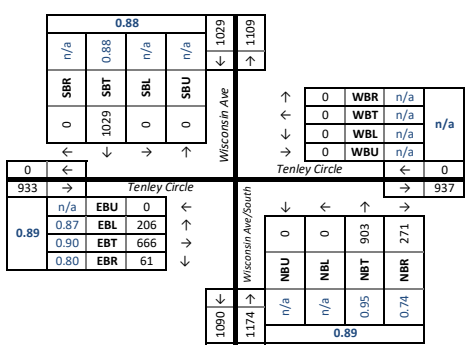 0.88
n/a 0.88 n/a n/a
SBR SBT SBL SBU
0 1029 0 0
← ↓ → ↑
1029 1109
↓ ↑
Wisconsin Ave
↑ 0 WBR n/a
← 0 WBT n/a
↓ 0 WBL n/a
→ 0 WBU n/a
n/a
0 ←
Tenley Circle
← 0
933 →
Tenley Circle
→ 937
n/a EBU 0 ←
0.87 EBL 206 ↑
0.90 EBT 666 →
0.80 EBR 61 ↓
0.89
Wisconsin Ave/South
↓ ↑
1090 1174
↓ ← ↑ →
0 0 903 271
NBU NBL NBT NBR
n/a n/a 0.95 0.74
0.89